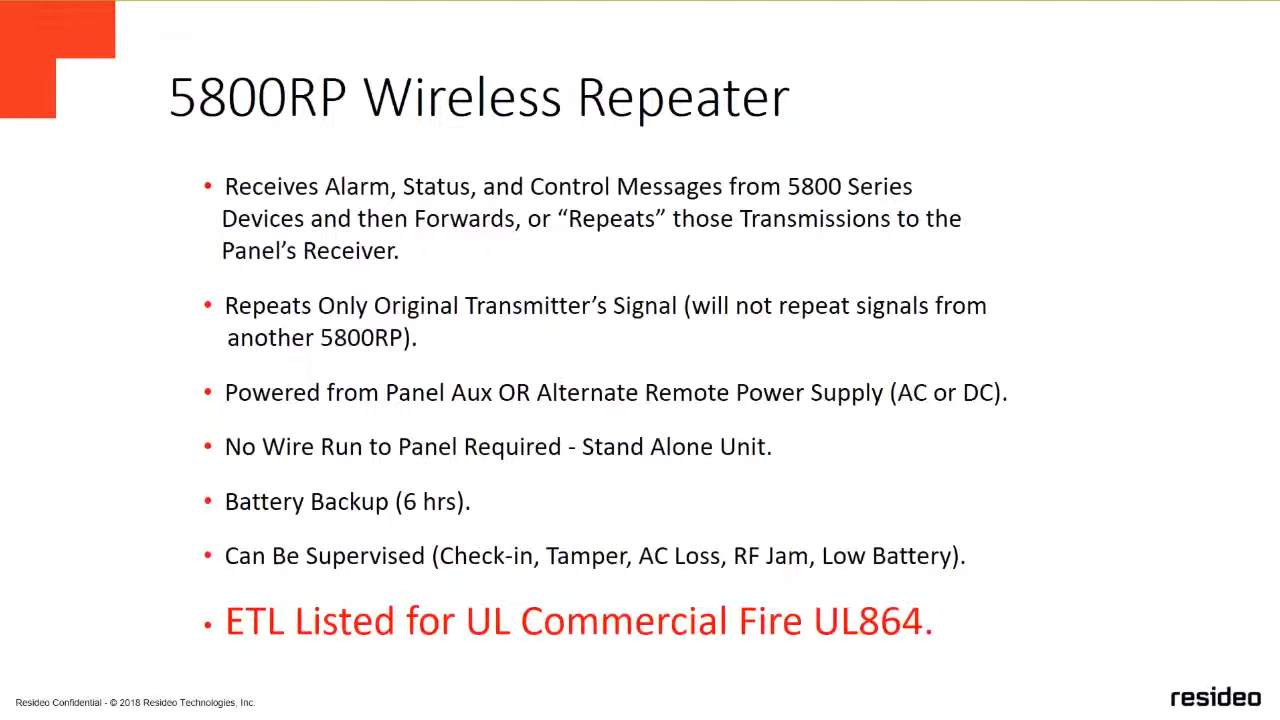 5800RP Wireless Repeater
• Receives Alarm, Status, and Control Messages from 5800 Series
Devices and then Forwards, or “Repeats” those Transmissions to the
Panel’s Receiver.
• Repeats Only Original Transmitter’s Signal (will not repeat signals from
another 5800RP).
• Powered from Panel Aux OR Alternate Remote Power Supply (AC or DC).
• No Wire Run to Panel Required - Stand Alone Unit.
• Battery Backup (6 hrs).
• Can Be Supervised (Check-in, Tamper, AC Loss, RF Jam, Low Battery).
• ETL Listed for UL Commercial Fire UL864.
Resideo Confidential - © 2018 Resideo Technologies, Inc.
resideo